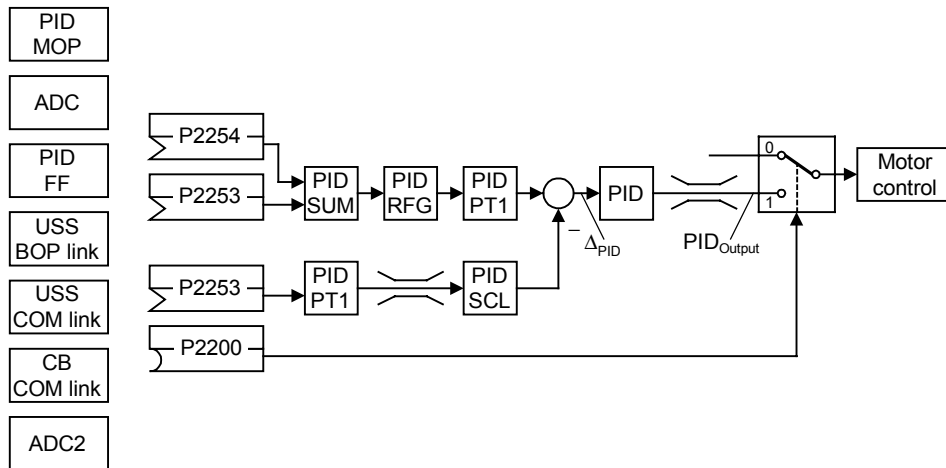 PID
MOP
ADC
PID
FF
USS
BOP link
USS
COM link
CB
COM link
ADC2
P2254
P2253
PID
SUM
PID
RFG
PID
PT1
PID
0
1
Motor
control
− ΔPID
PIDOutput
P2253
PID
PT1
PID
SCL
P2200